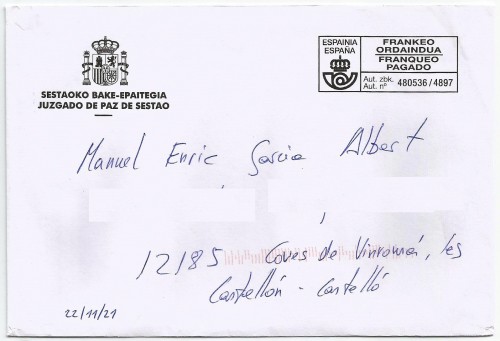 ESPAINIA
ESPAÑA
FRANKEO
ORDAINDUA
FRANQUEO
PAGADO
Aut. zbk.
Aut. nº 480536/4897
SESTAOKO BAKE-EPAITEGIA
JUZGADO DE PAZ DE SESTAO
Manuel Enric Garcia Albert
12185 Coves de Vinromà, les
Castellón - Castelló
22/11/21